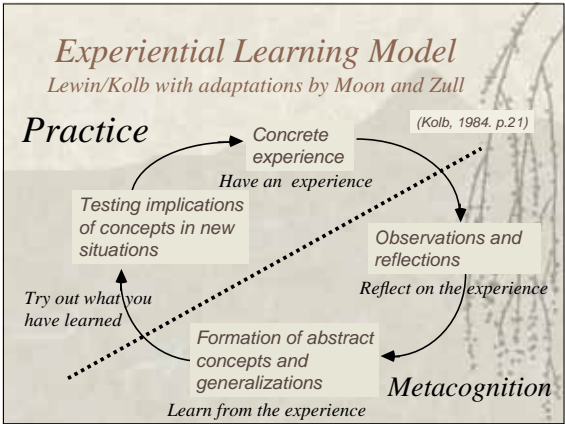 Experiential Learning Model
Lewin/Kolb with adaptations by Moon and Zull
(Kolb, 1984. p.21)
Practice
Concrete
experience
Have an experience
Testing implications
of concepts in new
situations
Observations and
reflections
Reflect on the experience
Try out what you
have learned
Formation of abstract
concepts and
generalizations
Metacognition
Learn from the experience